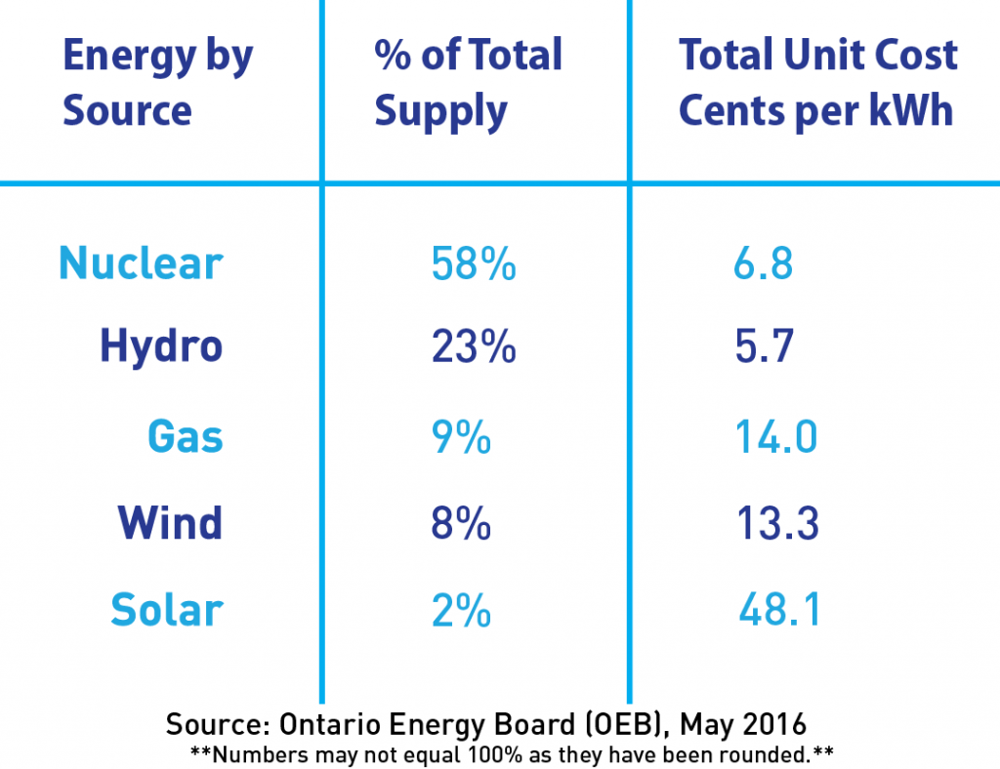 Energy by Source % of Total Supply Total Unit Cost Cents per kWh
Nuclear 58% 6.8
Hydro 23% 5.7
Gas 9% 14.0
Wind 8% 13.3
Solar 2% 48.1
Source: Ontario Energy Board (OEB), May 2016
**Numbers may not equal 100% as they have been rounded.**